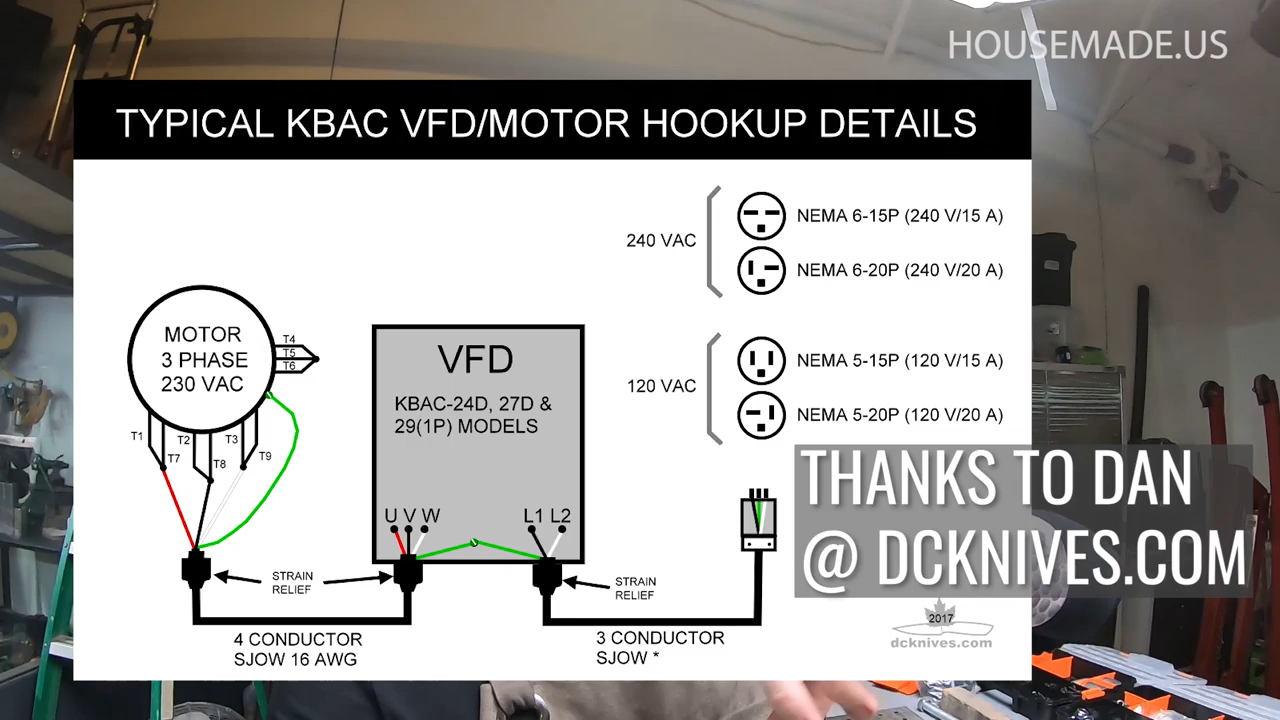 HOUSEMADE.US
TYPICAL KBAC VFD/MOTOR HOOKUP DETAILS
240 VAC
NEMA 6-15P (240 V/15 A)
NEMA 6-20P (240 V/20 A)
120 VAC
NEMA 5-15P (120 V/15 A)
NEMA 5-20P (120 V/20 A)
MOTOR
3 PHASE
230 VAC
T4
T5
T6
T1
T2
T3
T7
T8
T9
VFD
KBAC-24D, 27D &
29(1P) MODELS
U V W
L1 L2
STRAIN
RELIEF
STRAIN
RELIEF
4 CONDUCTOR
SJOW 16 AWG
3 CONDUCTOR
SJOW *
THANKS TO DAN
@ DCKNIVES.COM
2017
dcknives.com